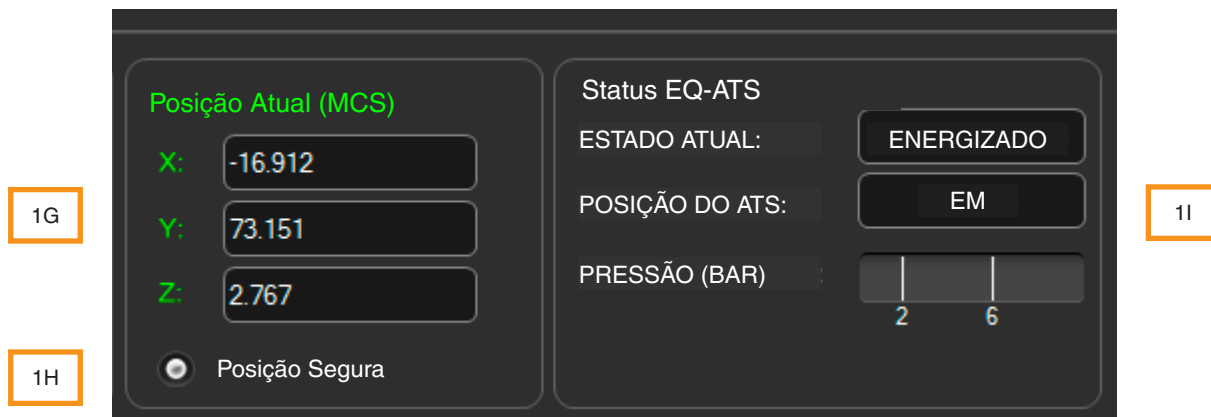 1G
1H
Posição Atual (MCS)
X: -16.912
Y: 73.151
Z: 2.767
Posição Segura
Status EQ-ATS
ESTADO ATUAL: ENERGIZADO
POSIÇÃO DO ATS: EM
PRESSÃO (BAR) :
2 6
1I